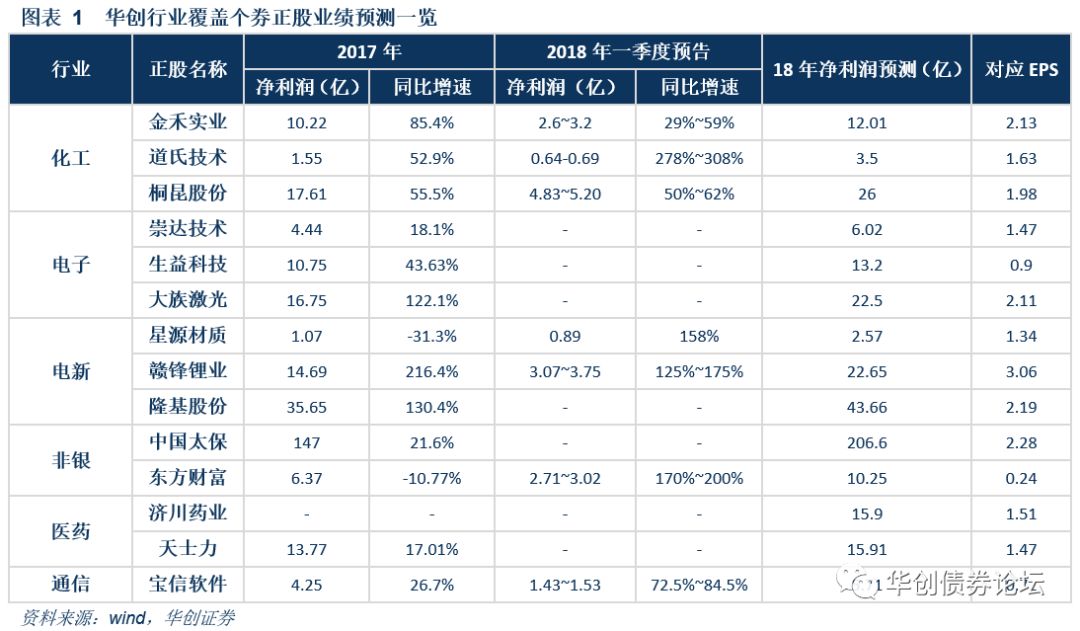 图表 1 华创行业覆盖个券正股业绩预测一览
行业 正股名称 2017 年 2018 年一季度预告 18 年净利润预测（亿） 对应 EPS
净利润（亿） 同比增速 净利润（亿） 同比增速
化工 金禾实业 10.22 85.4% 2.6~3.2 29%~59% 12.01 2.13
道氏技术 1.55 52.9% 0.64-0.69 278%~308% 3.5 1.63
桐昆股份 17.61 55.5% 4.83~5.20 50%~62% 26 1.98
电子 崇达技术 4.44 18.1% - - 6.02 1.47
生益科技 10.75 43.63% - - 13.2 0.9
大族激光 16.75 122.1% - - 22.5 2.11
电新 星源材质 1.07 -31.3% 0.89 158% 2.57 1.34
赣锋锂业 14.69 216.4% 3.07~3.75 125%~175% 22.65 3.06
隆基股份 35.65 130.4% - - 43.66 2.19
非银 中国太保 147 21.6% - - 206.6 2.28
东方财富 6.37 -10.77% 2.71~3.02 170%~200% 10.25 0.24
医药 济川药业 - - - - 15.9 1.51
天士力 13.77 17.01% - - 15.91 1.47
通信 宝信软件 4.25 26.7% 1.43~1.53 72.5%~84.5%
华创债券论坛
资料来源：wind，华创证券